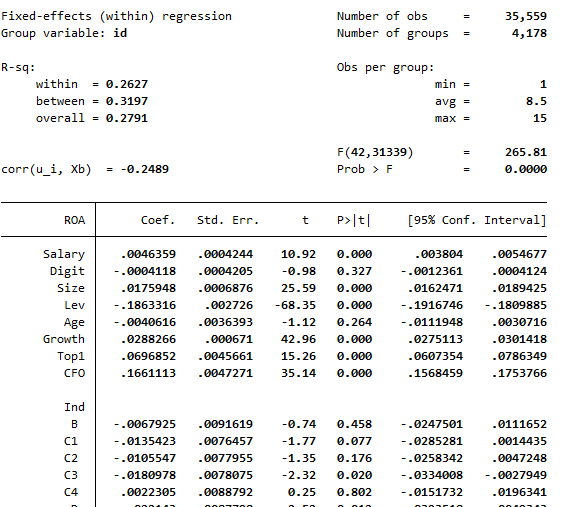 Fixed-effects (within) regression Number of obs = 35,559
Group variable: id Number of groups = 4,178
R-sq: Obs per group:
within = 0.2627 min = 1
between = 0.3197 avg = 8.5
overall = 0.2791 max = 15
F(42,31339) = 265.81
corr(u_i, Xb) = -0.2489 Prob > F = 0.0000
ROA Coef. Std. Err. t P>|t| [95% Conf. Interval]
Salary .0046359 .0004244 10.92 0.000 .003804 .0054677
Digit -.0004118 .0004205 -0.98 0.327 -.0012361 .0004124
Size .0175948 .0006876 25.59 0.000 .0162471 .0189425
Lev -.1863316 .002726 -68.35 0.000 -.1916746 -.1809885
Age -.0040616 .0036393 -1.12 0.264 -.0111948 .0030716
Growth .0288266 .000671 42.96 0.000 .0275113 .0301418
Top1 .0696852 .0045661 15.26 0.000 .0607354 .0786349
CFO .1661113 .0047271 35.14 0.000 .1568459 .1753766
Ind
B -.0067925 .0091619 -0.74 0.458 -.0247501 .0111652
C1 -.0135423 .0076457 -1.77 0.077 -.0285281 .0014435
C2 -.0105547 .0077955 -1.35 0.176 -.0258342 .0047248
C3 -.0180978 .0078075 -2.32 0.020 -.0334008 -.0027949
C4 .0022305 .0088792 0.25 0.802 -.0151732 .0196341